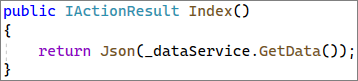 public IActionResult Index()
{
    return Json(_dataService.GetData());
}